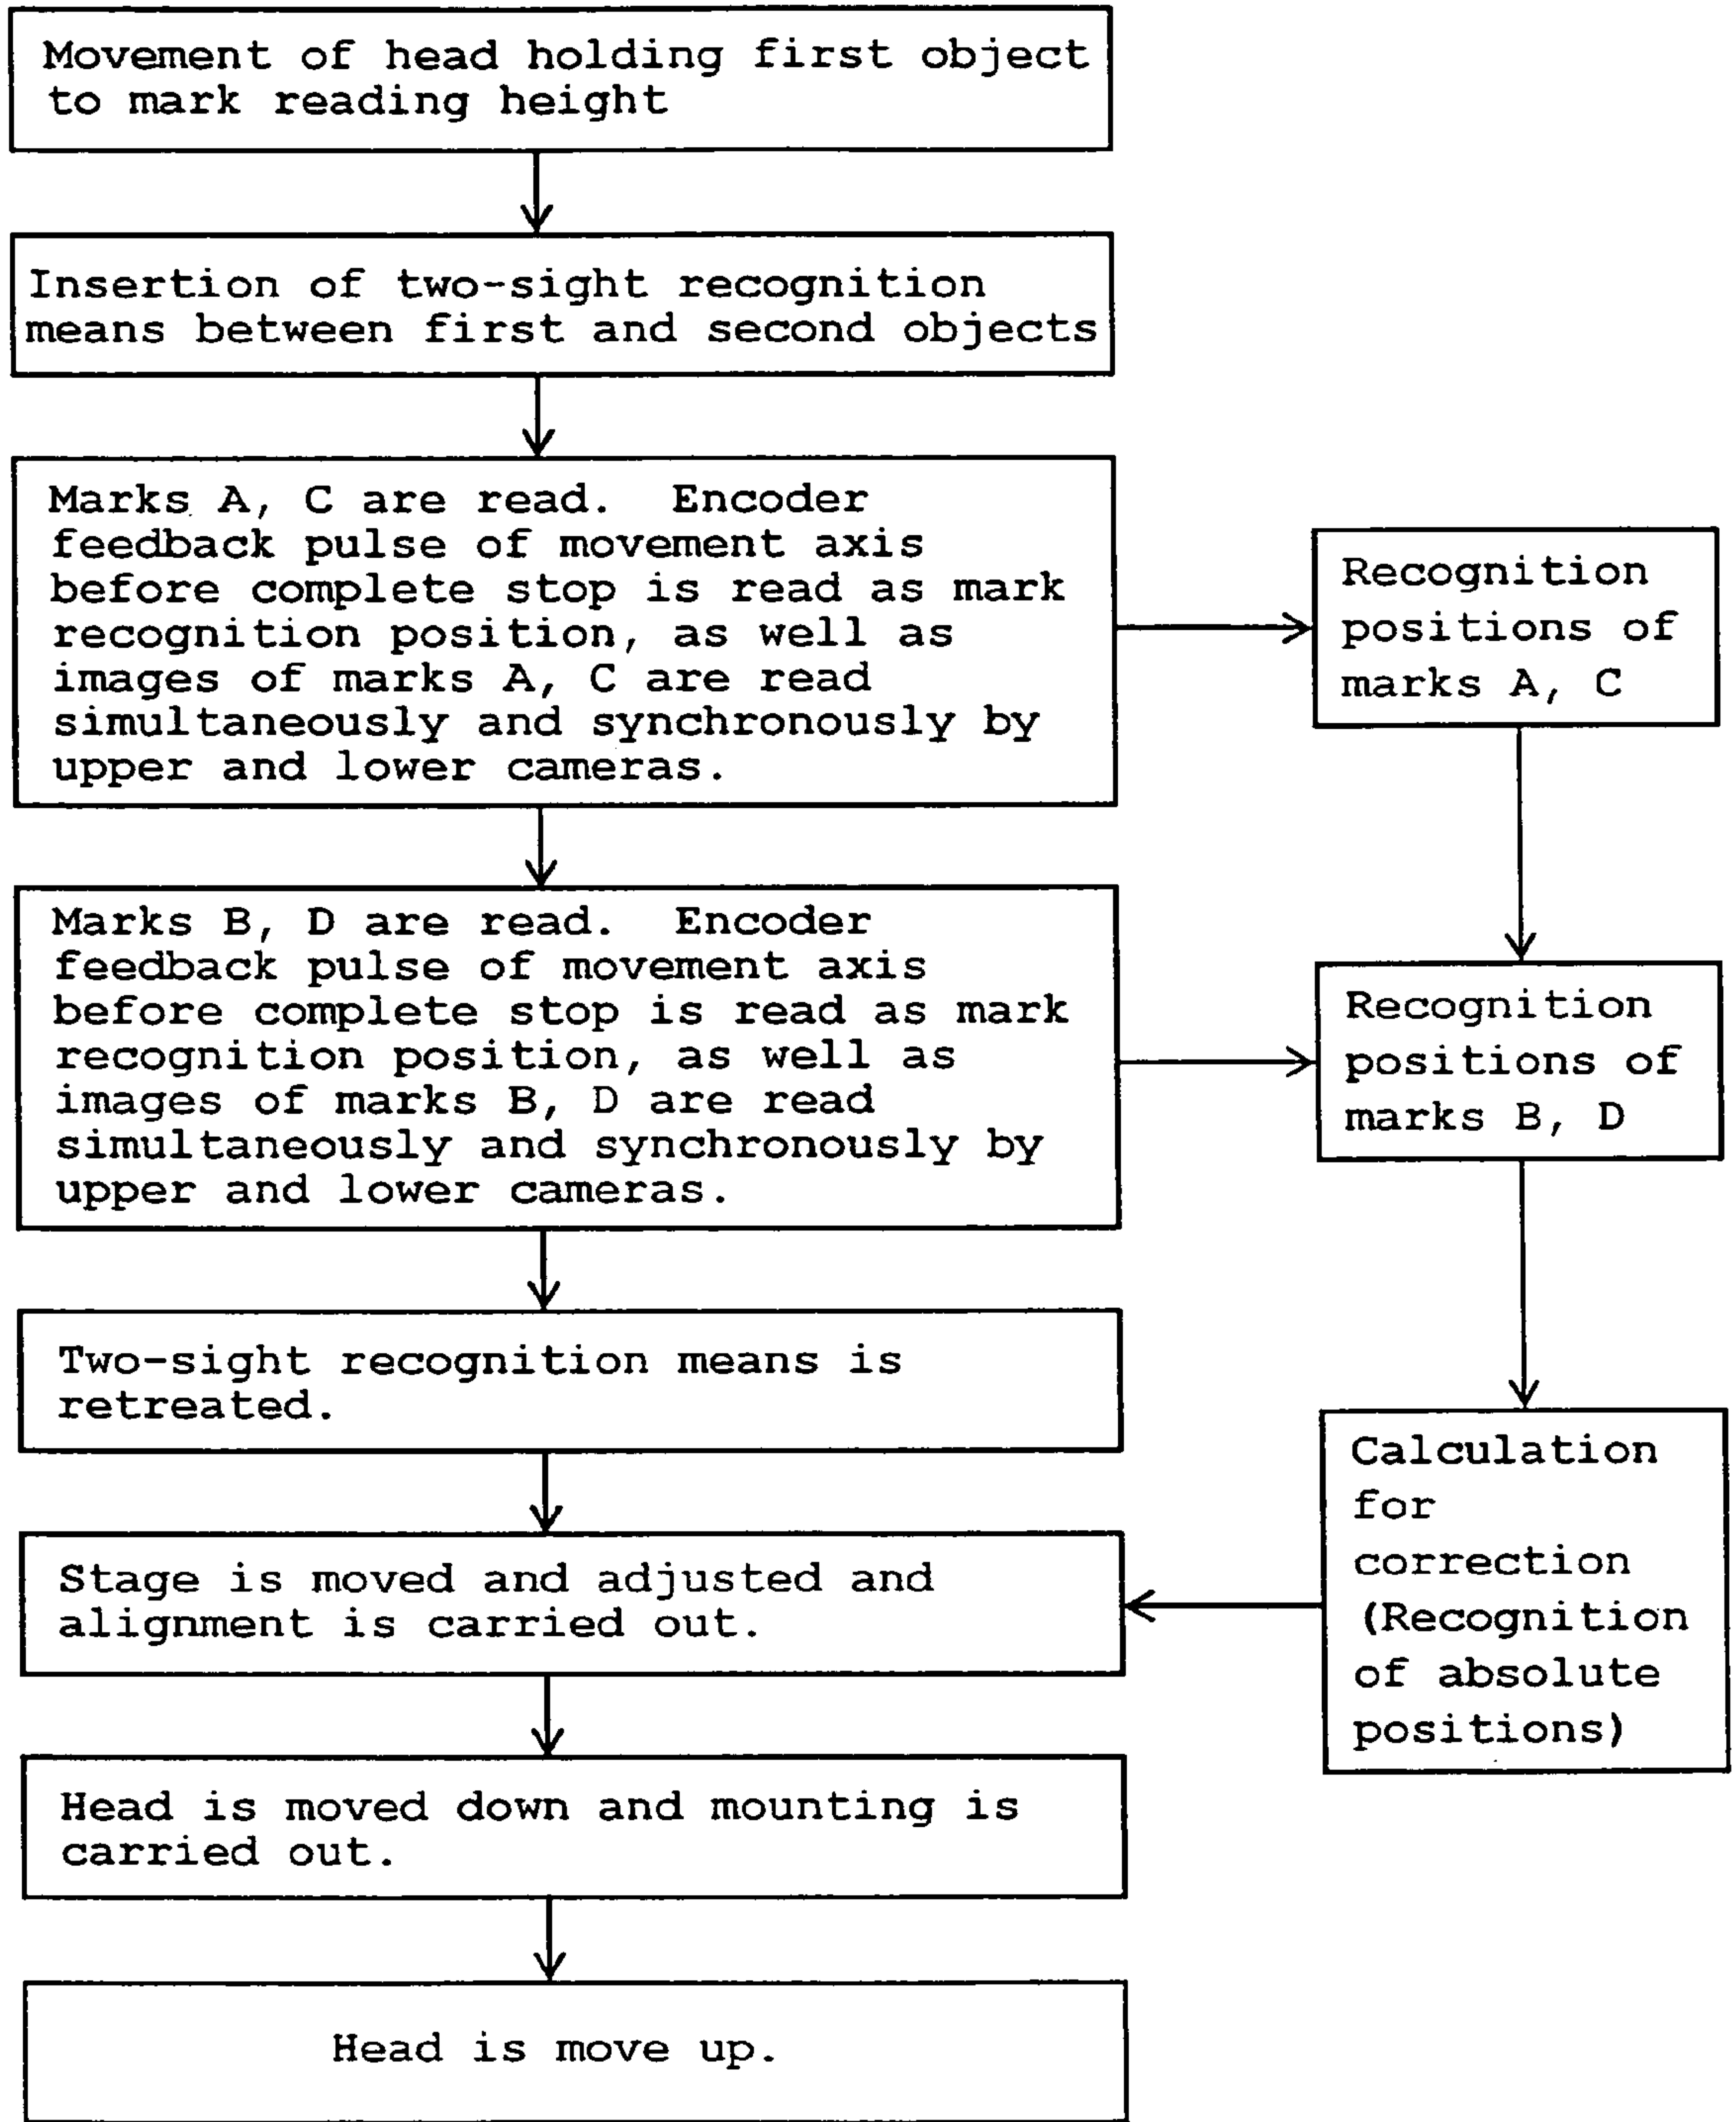 Movement of head holding first object
to mark reading height
Insertion of two-sight recognition
means between first and second objects
Marks A, C are read. Encoder
feedback pulse of movement axis
before complete stop is read as mark
recognition position, as well as
images of marks A, C are read
simultaneously and synchronously by
upper and lower cameras.
Recognition
positions of
marks A, C
Marks B, D are read. Encoder
feedback pulse of movement axis
before complete stop is read as mark
recognition position, as well as
images of marks B, D are read
simultaneously and synchronously by
upper and lower cameras.
Recognition
positions of
marks B, D
Two-sight recognition means is
retreated.
Calculation
for
correction
(Recognition
of absolute
positions)
Stage is moved and adjusted and
alignment is carried out.
Head is moved down and mounting is
carried out.
Head is move up.